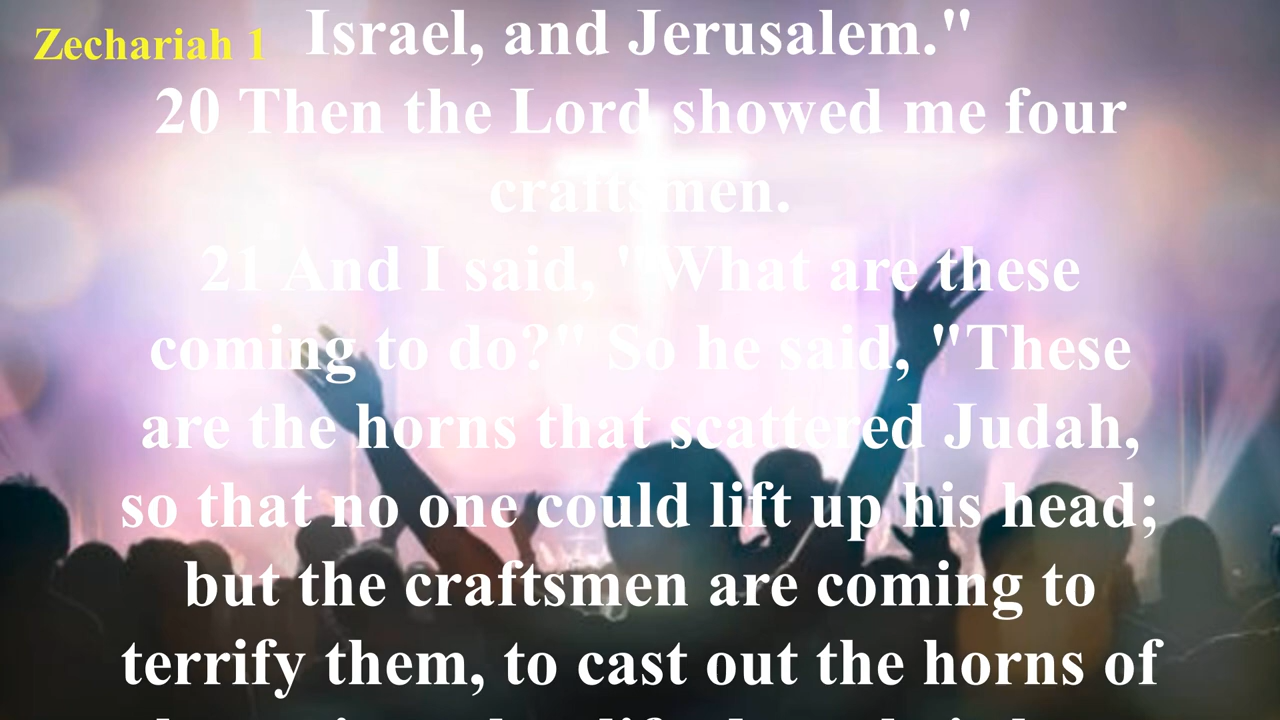 Zechariah 1
Israel, and Jerusalem."
20 Then the Lord showed me four
craftsmen.
21 And I said, "What are these
coming to do?" So he said, "These
are the horns that scattered Judah,
so that no one could lift up his head;
but the craftsmen are coming to
terrify them, to cast out the horns of